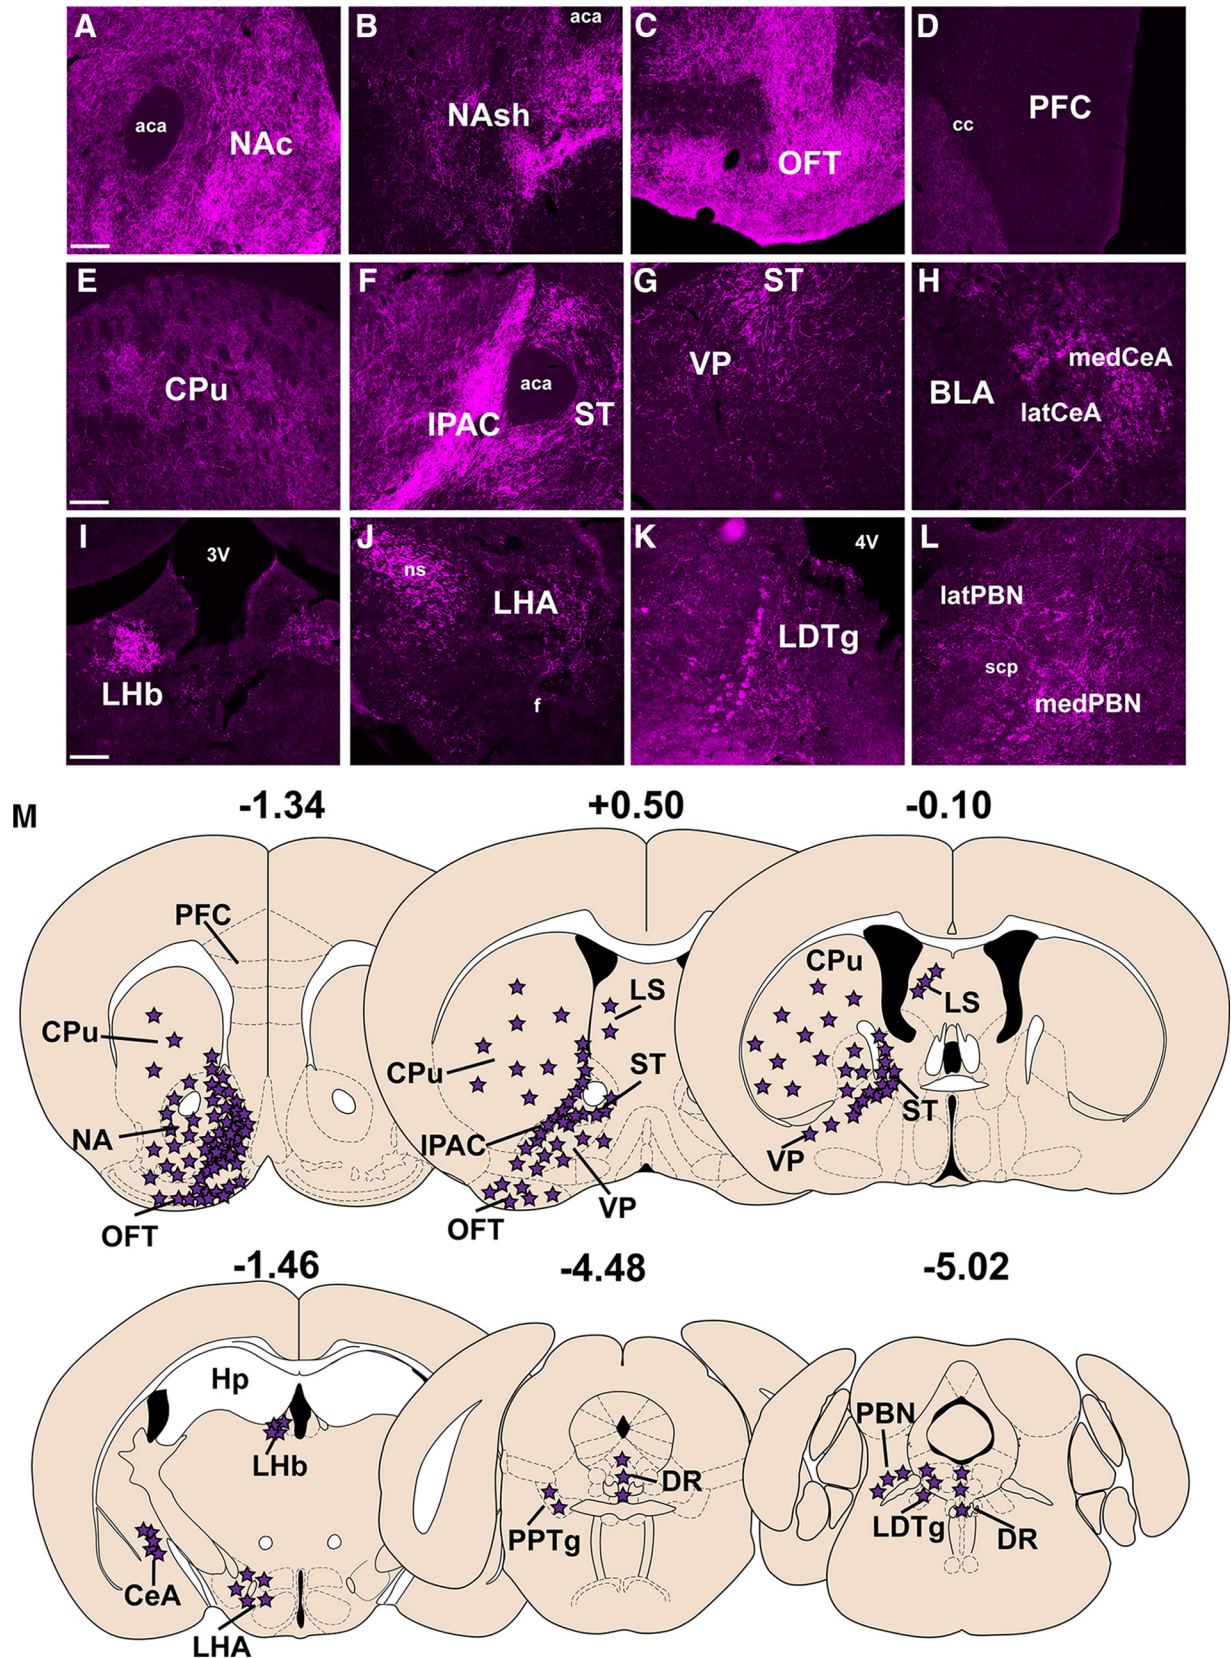 A
aca
NAc
B
aca
NAsh
C
OFT
D
cc
PFC
E
CPu
F
aca
IPAC
ST
G
ST
VP
H
medCeA
BLA
latCeA
I
3V
LHb
J
ns
LHA
f
K
4V
LDTg
L
latPBN
scp
medPBN
M
-1.34
+0.50
-0.10
PFC
CPu
NA
OFT
LS
CPu
ST
IPAC
VP
OFT
CPu
LS
ST
VP
-1.46
-4.48
-5.02
Hp
LHb
CeA
LHA
DR
PPTg
PBN
LDTg
DR